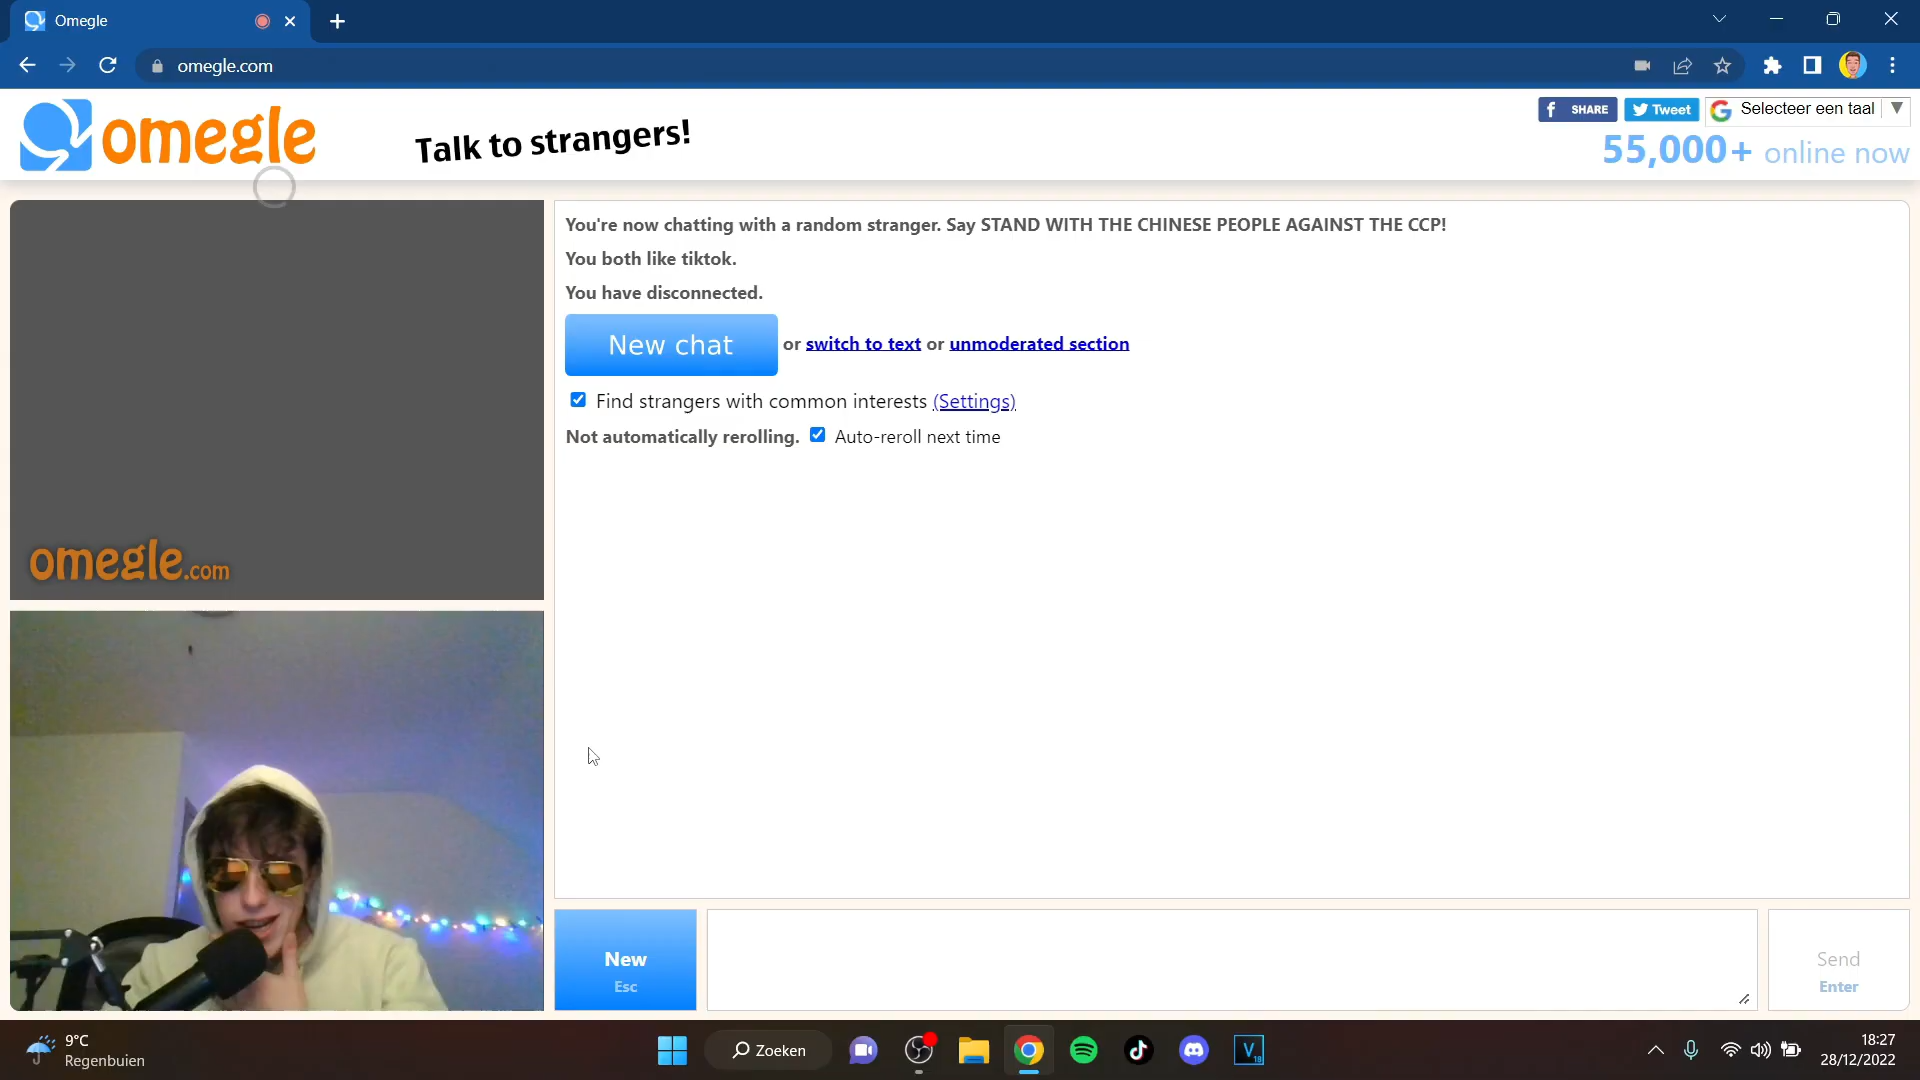 Omegle
omegle.com
omegle
Talk to strangers!
SHARE
Tweet
Selecteer een taal
55,000+ online now
You're now chatting with a random stranger. Say STAND WITH THE CHINESE PEOPLE AGAINST THE CCP!
You both like tiktok.
You have disconnected.
New chat or switch to text or unmoderated section
Find strangers with common interests (Settings)
Not automatically rerolling. Auto-reroll next time
omegle.com
New
Esc
Send
Enter
9°C
Regenbuien
Zoeken
V
18
18:27
28/12/2022